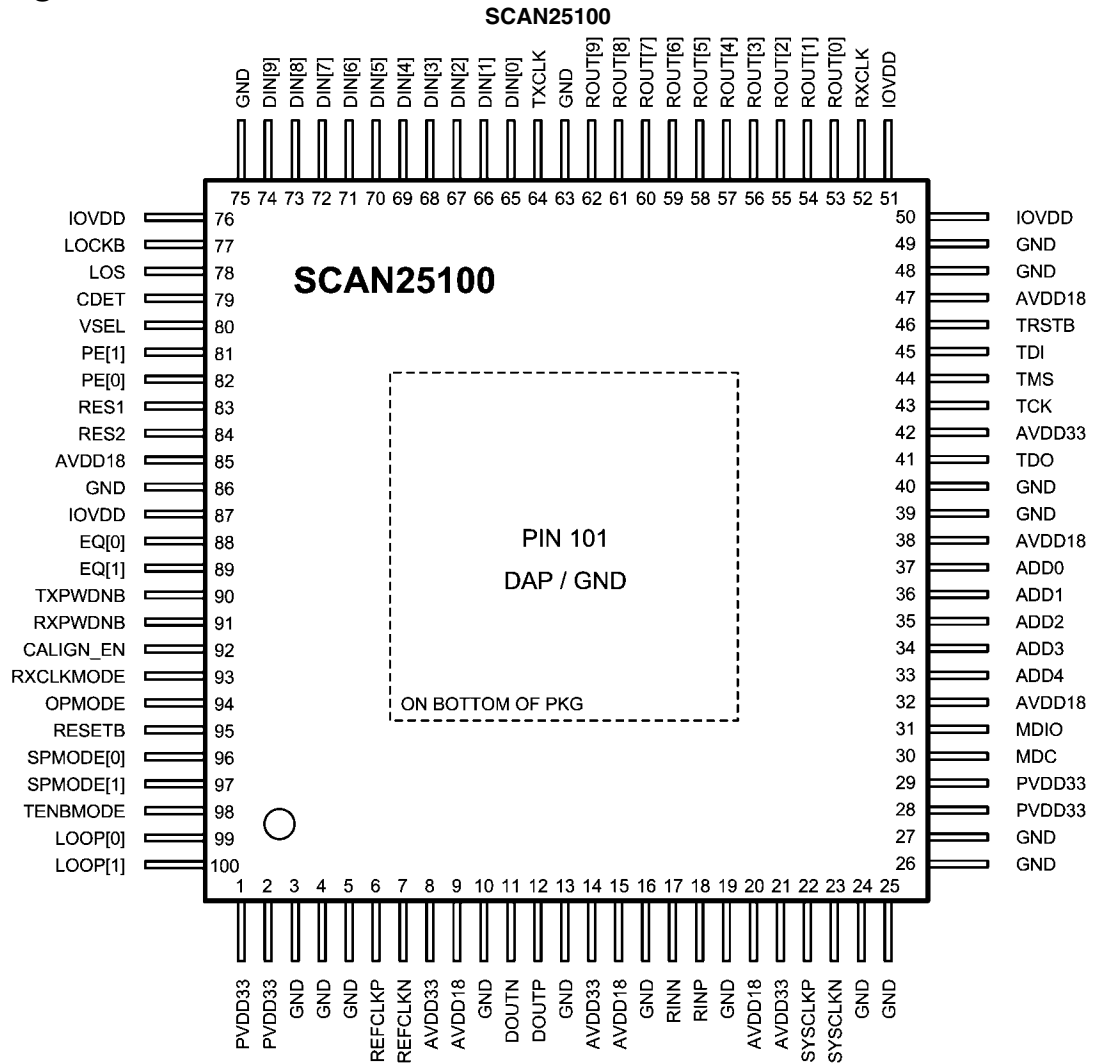 SCAN25100
GND
DIN[9]
DIN[8]
DIN[7]
DIN[6]
DIN[5]
DIN[4]
DIN[3]
DIN[2]
DIN[1]
DIN[0]
TXCLK
GND
ROUT[9]
ROUT[8]
ROUT[7]
ROUT[6]
ROUT[5]
ROUT[4]
ROUT[3]
ROUT[2]
ROUT[1]
ROUT[0]
RXCLK
IOVDD
75 74 73 72 71 70 69 68 67 66 65 64 63 62 61 60 59 58 57 56 55 54 53 52 51
IOVDD 76
LOCKB 77
LOS 78
CDET 79
VSEL 80
PE[1] 81
PE[0] 82
RES1 83
RES2 84
AVDD18 85
GND 86
IOVDD 87
EQ[0] 88
EQ[1] 89
TXPWDNB 90
RXPWDNB 91
CALIGN_EN 92
RXCLKMODE 93
OPMODE 94
RESETB 95
SPMODE[0] 96
SPMODE[1] 97
TENBMODE 98
LOOP[0] 99
LOOP[1] 100
SCAN25100
PIN 101
DAP / GND
ON BOTTOM OF PKG
50 IOVDD
49 GND
48 GND
47 AVDD18
46 TRSTB
45 TDI
44 TMS
43 TCK
42 AVDD33
41 TDO
40 GND
39 GND
38 AVDD18
37 ADD0
36 ADD1
35 ADD2
34 ADD3
33 ADD4
32 AVDD18
31 MDIO
30 MDC
29 PVDD33
28 PVDD33
27 GND
26 GND
1 2 3 4 5 6 7 8 9 10 11 12 13 14 15 16 17 18 19 20 21 22 23 24 25
PVDD33
PVDD33
GND
GND
GND
REFCLKP
REFCLKN
AVDD33
AVDD18
GND
DOUTN
DOUTP
GND
AVDD33
AVDD18
GND
RINN
RINP
GND
AVDD18
AVDD33
SYSCLKP
SYSCLKN
GND
GND